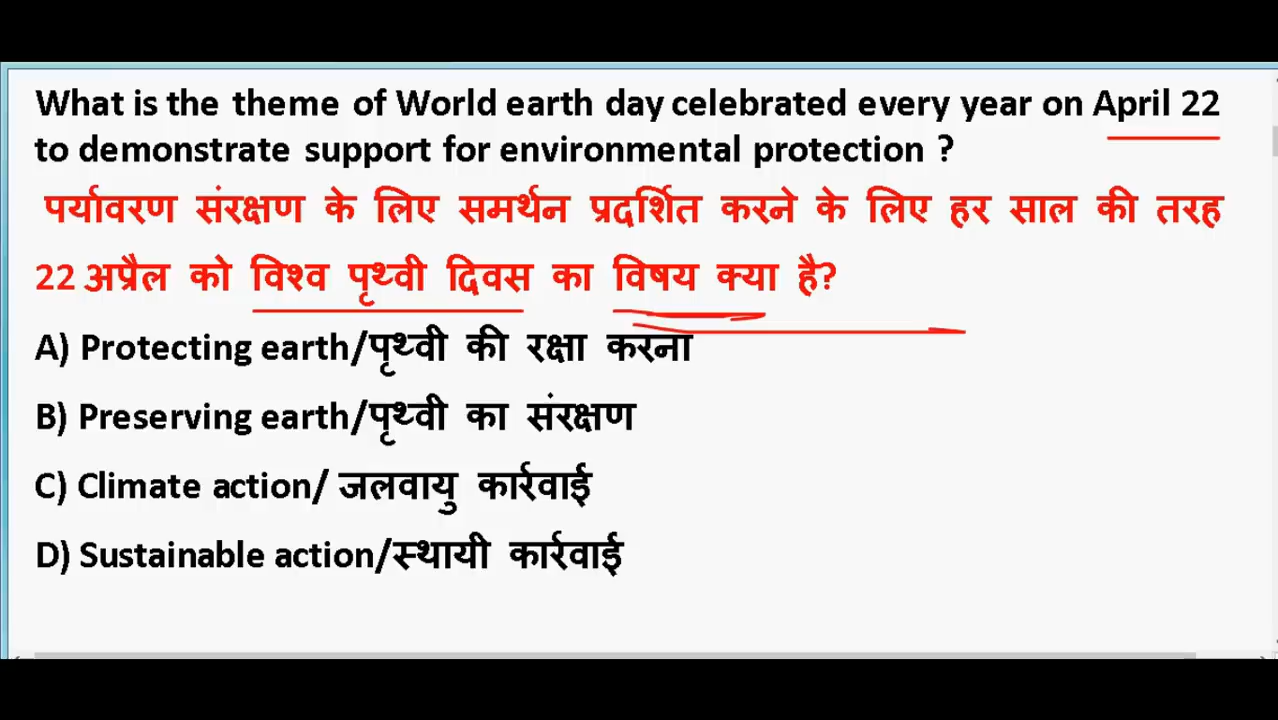 What is the theme of World earth day celebrated every year on April 22
to demonstrate support for environmental protection ?
पर्यावरण संरक्षण के लिए समर्थन प्रदर्शित करने के लिए हर साल की तरह
22 अप्रैल को विश्व पृथ्वी दिवस का विषय क्या है?
A) Protecting earth/पृथ्वी की रक्षा करना
B) Preserving earth/पृथ्वी का संरक्षण
C) Climate action/ जलवायु कार्रवाई
D) Sustainable action/स्थायी कार्रवाई